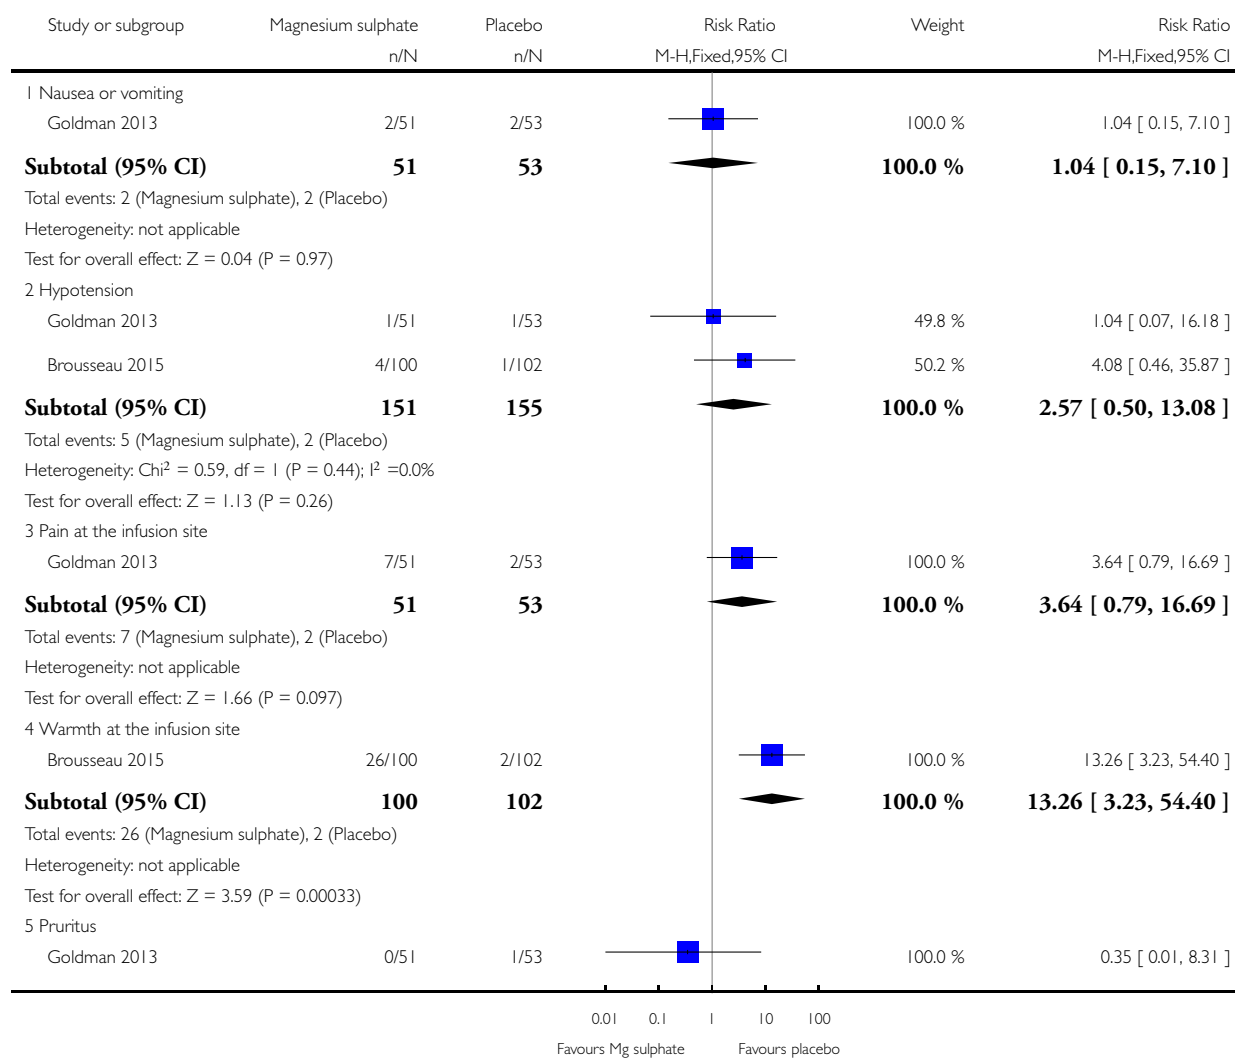 Study or subgroup Magnesium sulphate Placebo Risk Ratio Weight Risk Ratio
n/N n/N M-H,Fixed,95% CI M-H,Fixed,95% CI
1 Nausea or vomiting
Goldman 2013 2/51 2/53 100.0 % 1.04 [ 0.15, 7.10 ]
Subtotal (95% CI) 51 53 100.0 % 1.04 [ 0.15, 7.10 ]
Total events: 2 (Magnesium sulphate), 2 (Placebo)
Heterogeneity: not applicable
Test for overall effect: Z = 0.04 (P = 0.97)
2 Hypotension
Goldman 2013 1/51 1/53 49.8 % 1.04 [ 0.07, 16.18 ]
Brousseau 2015 4/100 1/102 50.2 % 4.08 [ 0.46, 35.87 ]
Subtotal (95% CI) 151 155 100.0 % 2.57 [ 0.50, 13.08 ]
Total events: 5 (Magnesium sulphate), 2 (Placebo)
Heterogeneity: Chi² = 0.59, df = 1 (P = 0.44); I² =0.0%
Test for overall effect: Z = 1.13 (P = 0.26)
3 Pain at the infusion site
Goldman 2013 7/51 2/53 100.0 % 3.64 [ 0.79, 16.69 ]
Subtotal (95% CI) 51 53 100.0 % 3.64 [ 0.79, 16.69 ]
Total events: 7 (Magnesium sulphate), 2 (Placebo)
Heterogeneity: not applicable
Test for overall effect: Z = 1.66 (P = 0.097)
4 Warmth at the infusion site
Brousseau 2015 26/100 2/102 100.0 % 13.26 [ 3.23, 54.40 ]
Subtotal (95% CI) 100 102 100.0 % 13.26 [ 3.23, 54.40 ]
Total events: 26 (Magnesium sulphate), 2 (Placebo)
Heterogeneity: not applicable
Test for overall effect: Z = 3.59 (P = 0.00033)
5 Pruritus
Goldman 2013 0/51 1/53 100.0 % 0.35 [ 0.01, 8.31 ]
0.01 0.1 1 10 100
Favours Mg sulphate Favours placebo